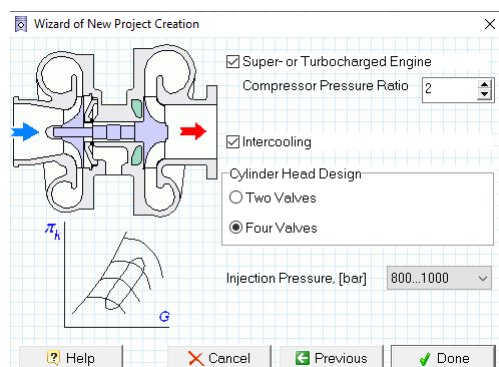 Wizard of New Project Creation
Super- or Turbocharged Engine
Compressor Pressure Ratio 2
Intercooling
Cylinder Head Design
Two Valves
Four Valves
πk
G
Injection Pressure, [bar] 800...1000
? Help Cancel Previous Done